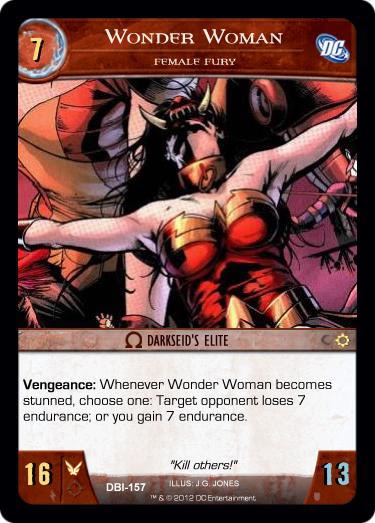 7
WONDER WOMAN
FEMALE FURY
DC
Ω DARKSEID'S ELITE
Vengeance: Whenever Wonder Woman becomes
stunned, choose one: Target opponent loses 7
endurance; or you gain 7 endurance.
"Kill others!"
16
DBI-157
ILLUS: J.G. JONES
13
™ & © 2012 DC Entertainment